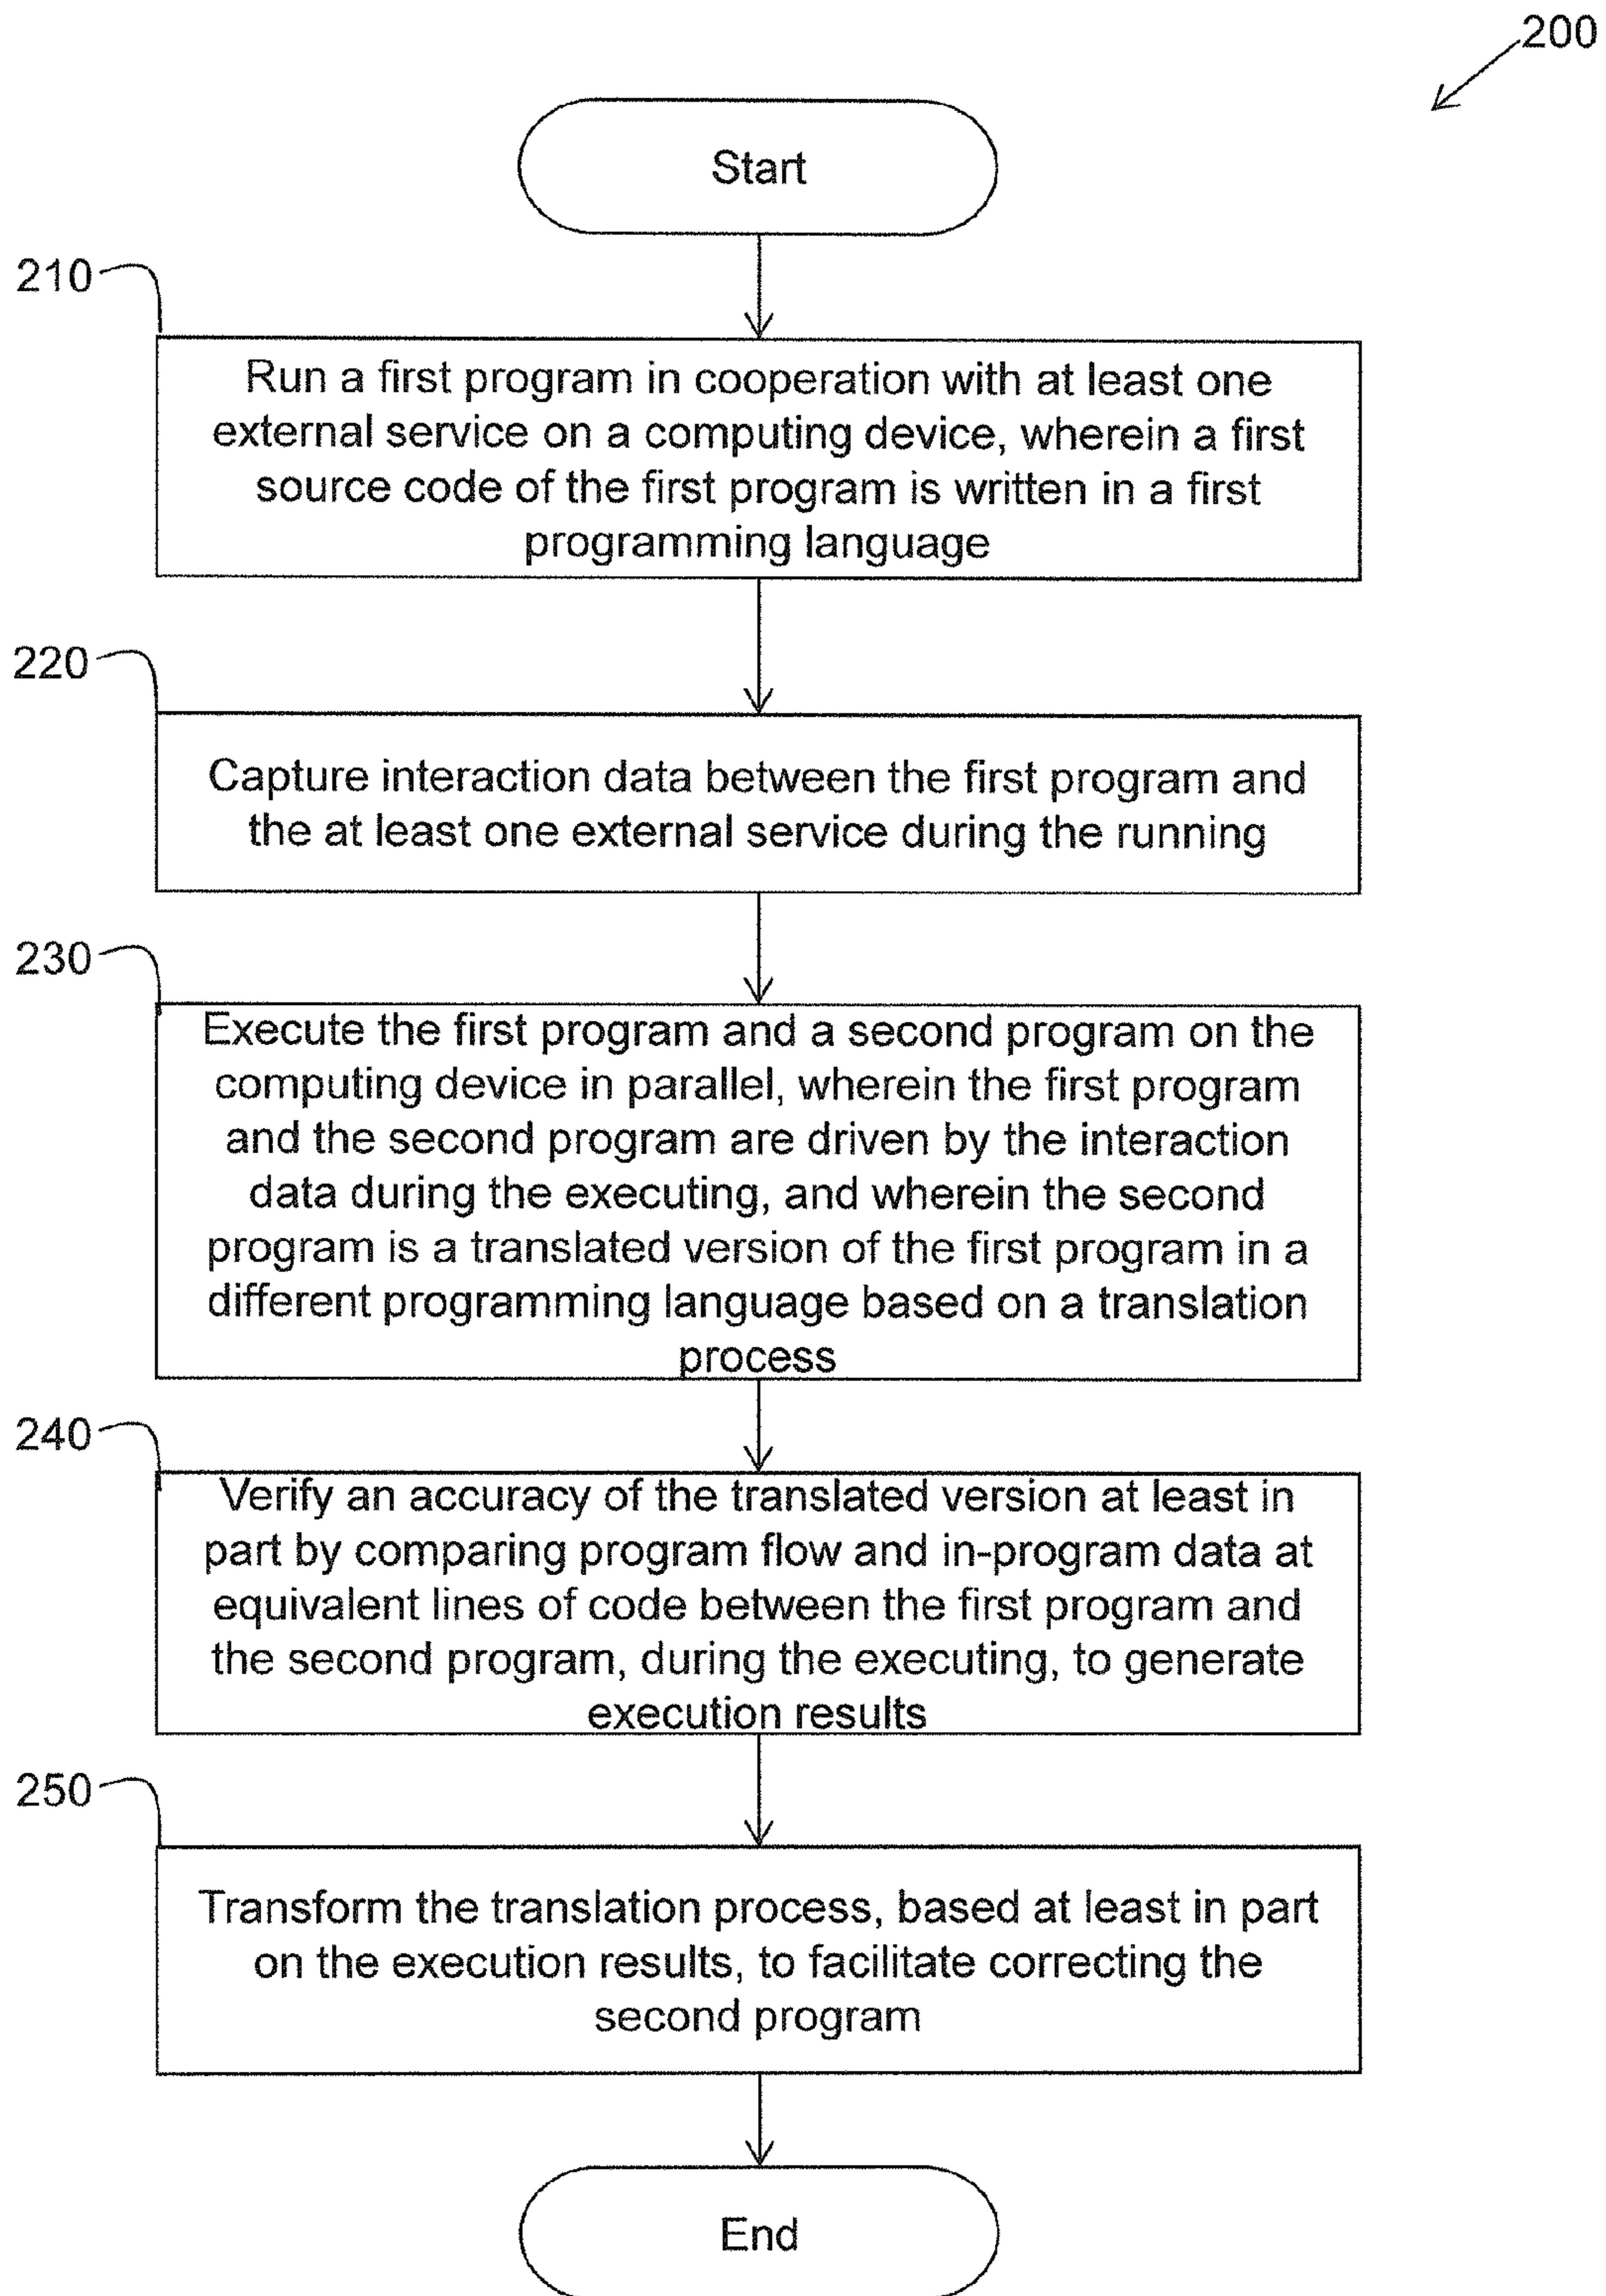 200
Start
210
Run a first program in cooperation with at least one
external service on a computing device, wherein a first
source code of the first program is written in a first
programming language
220
Capture interaction data between the first program and
the at least one external service during the running
230
Execute the first program and a second program on the
computing device in parallel, wherein the first program
and the second program are driven by the interaction
data during the executing, and wherein the second
program is a translated version of the first program in a
different programming language based on a translation
process
240
Verify an accuracy of the translated version at least in
part by comparing program flow and in-program data at
equivalent lines of code between the first program and
the second program, during the executing, to generate
execution results
250
Transform the translation process, based at least in part
on the execution results, to facilitate correcting the
second program
End